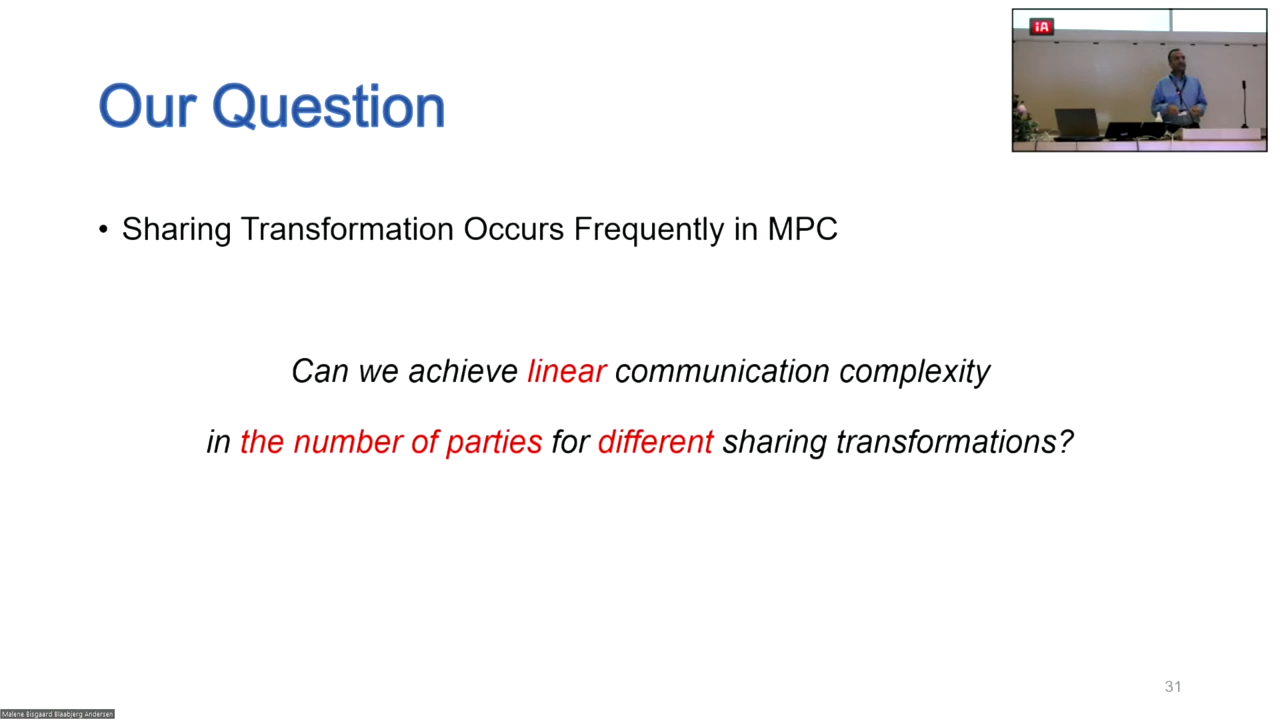 iA
Our Question
• Sharing Transformation Occurs Frequently in MPC
Can we achieve linear communication complexity
in the number of parties for different sharing transformations?
31
Malene Bisgaard Blaabjerg Andersen